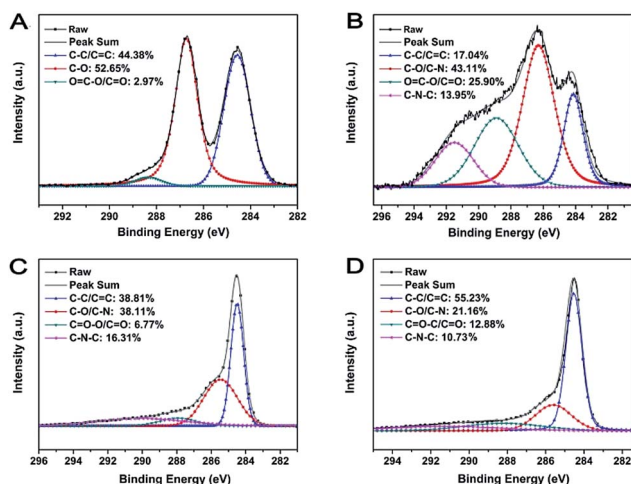 A
Raw
Peak Sum
C-C/C=C: 44.38%
C-O: 52.65%
O=C-O/C=O: 2.97%
Intensity (a.u.)
292 290 288 286 284 282
Binding Energy (eV)
B
Raw
Peak Sum
C-C/C=C: 17.04%
C-O/C-N: 43.11%
O=C-O/C=O: 25.90%
C-N-C: 13.95%
Intensity (a.u.)
296 294 292 290 288 286 284 282
Binding Energy (eV)
C
Raw
Peak Sum
C-C/C=C: 38.81%
C-O/C-N: 38.11%
C=O-O/C=O: 6.77%
C-N-C: 16.31%
Intensity (a.u.)
296 294 292 290 288 286 284 282
Binding Energy (eV)
D
Raw
Peak Sum
C-C/C=C: 55.23%
C-O/C-N: 21.16%
C=O-C/C=O: 12.88%
C-N-C: 10.73%
Intensity (a.u.)
294 292 290 288 286 284 282
Binding Energy (eV)